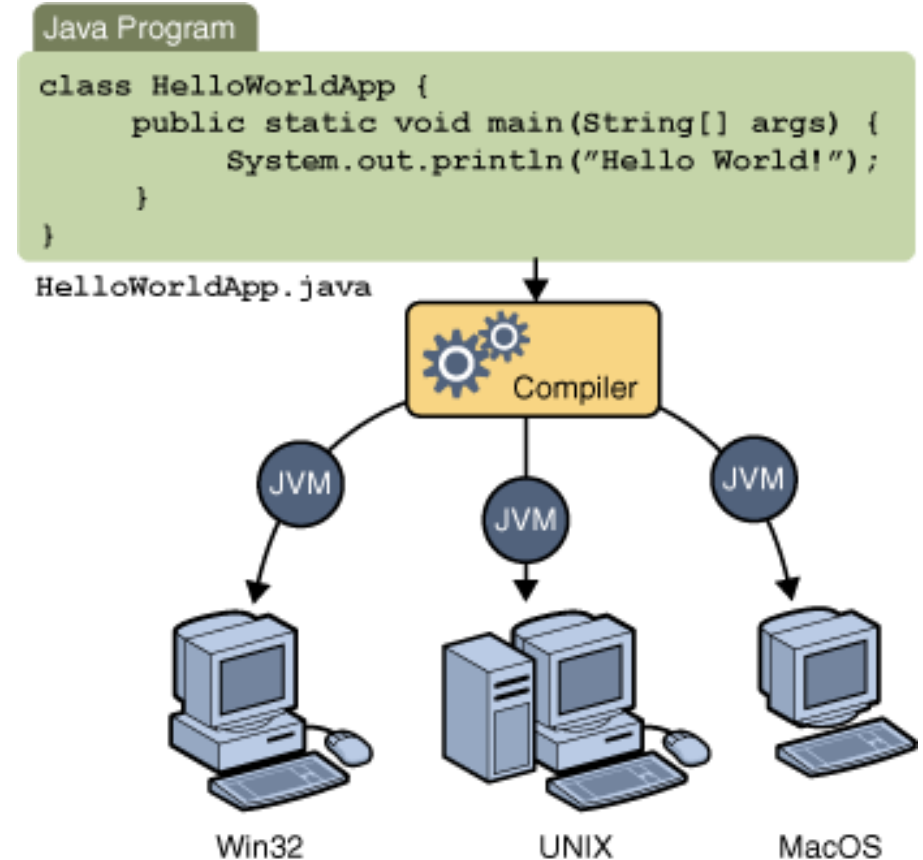 Java Program
class HelloWorldApp {
    public static void main(String[] args) {
        System.out.println("Hello World!");
    }
}
HelloWorldApp.java
Compiler
JVM
JVM
JVM
Win32
UNIX
MacOS